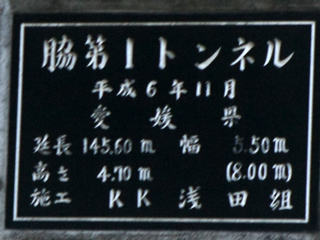 脇第1トンネル
平成6年11月
愛媛県
延長 145.60m 幅 5.50m
高さ 4.70m (8.00m)
施工 KK 浅田組